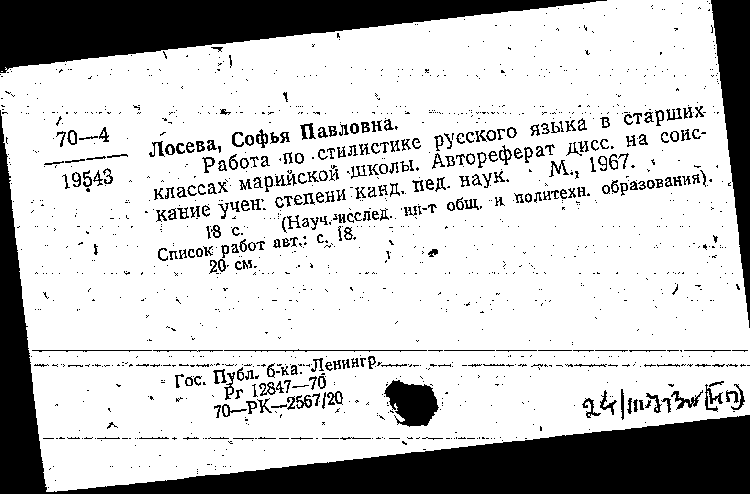 70—4
19543
Лосева, Софья Павловна.
Работа по стилистике русского языка в старших
классах марийской школы. Автореферат дисс. на соис-
кание учен. степени канд. пед. наук. М., 1967.
18 с. (Науч.-исслед. ин-т общ. и политехн. образования).
Список работ авт.: с. 18.
20 см.
Гос. Публ. б-ка. Ленингр.
Рг 12847—70
70—РК—2567/20